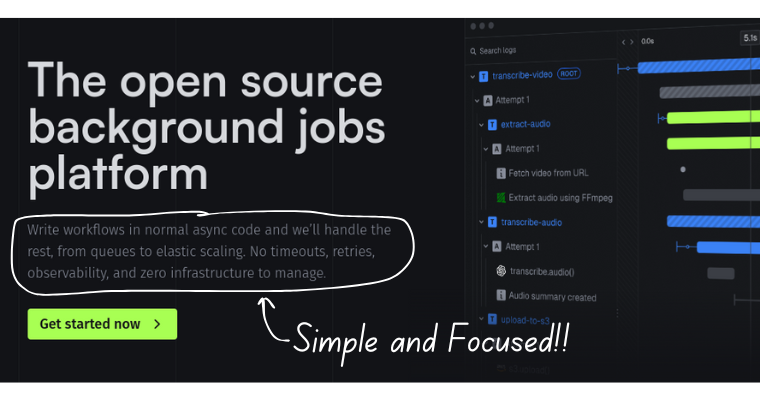 The open source
background jobs
platform
Write workflows in normal async code and we'll handle the
rest, from queues to elastic scaling. No timeouts, retries,
observability, and zero infrastructure to manage.
Get started now
Simple and Focused!!
Search logs
0.0s
5.1s
transcribe-video ROOT
Attempt 1
extract-audio
Attempt 1
Fetch video from URL
Extract audio using FFmpeg
transcribe-audio
Attempt 1
transcribe.audio()
Audio summary created
upload-to-s3